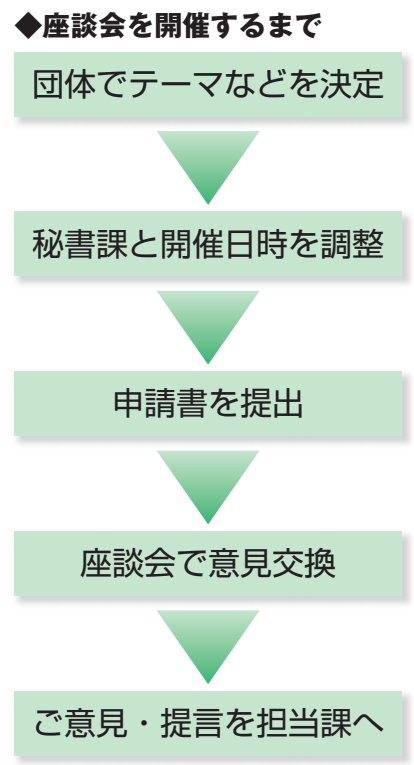 ◆座談会を開催するまで
団体でテーマなどを決定
秘書課と開催日時を調整
申請書を提出
座談会で意見交換
ご意見・提言を担当課へ